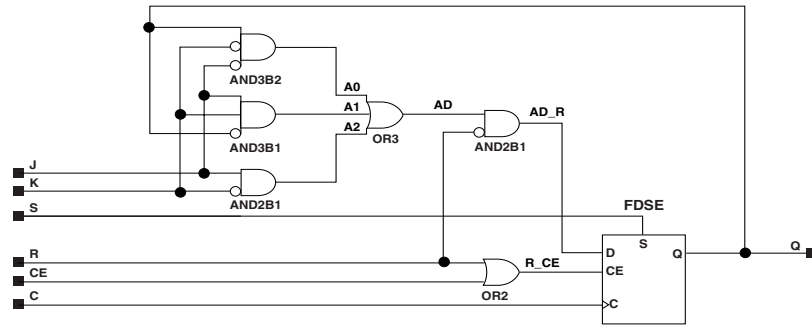 AND3B2
A0
A1
AD
AD_R
A2
AND3B1
OR3
AND2B1
J
K
AND2B1
S
FDSE
S
R
D
Q
Q
CE
R_CE
CE
OR2
C
C